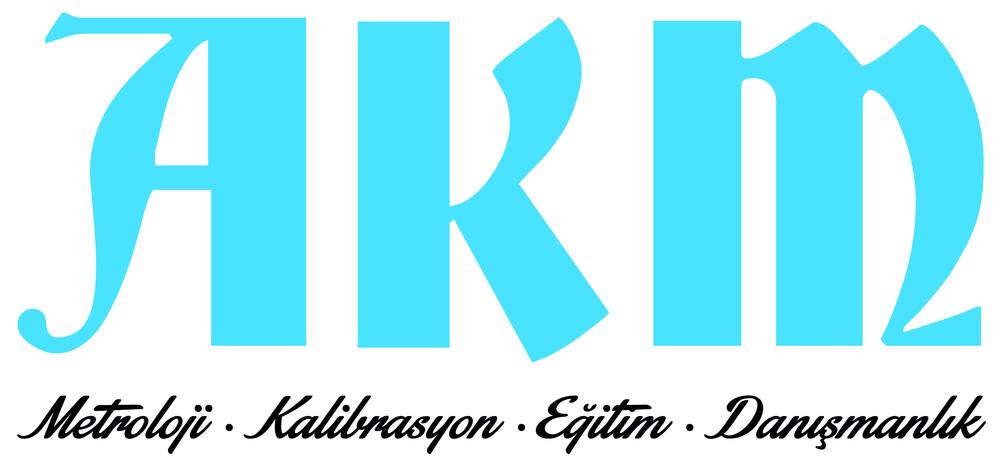 AKM
Metroloji · Kalibrasyon · Eğitim · Danışmanlık